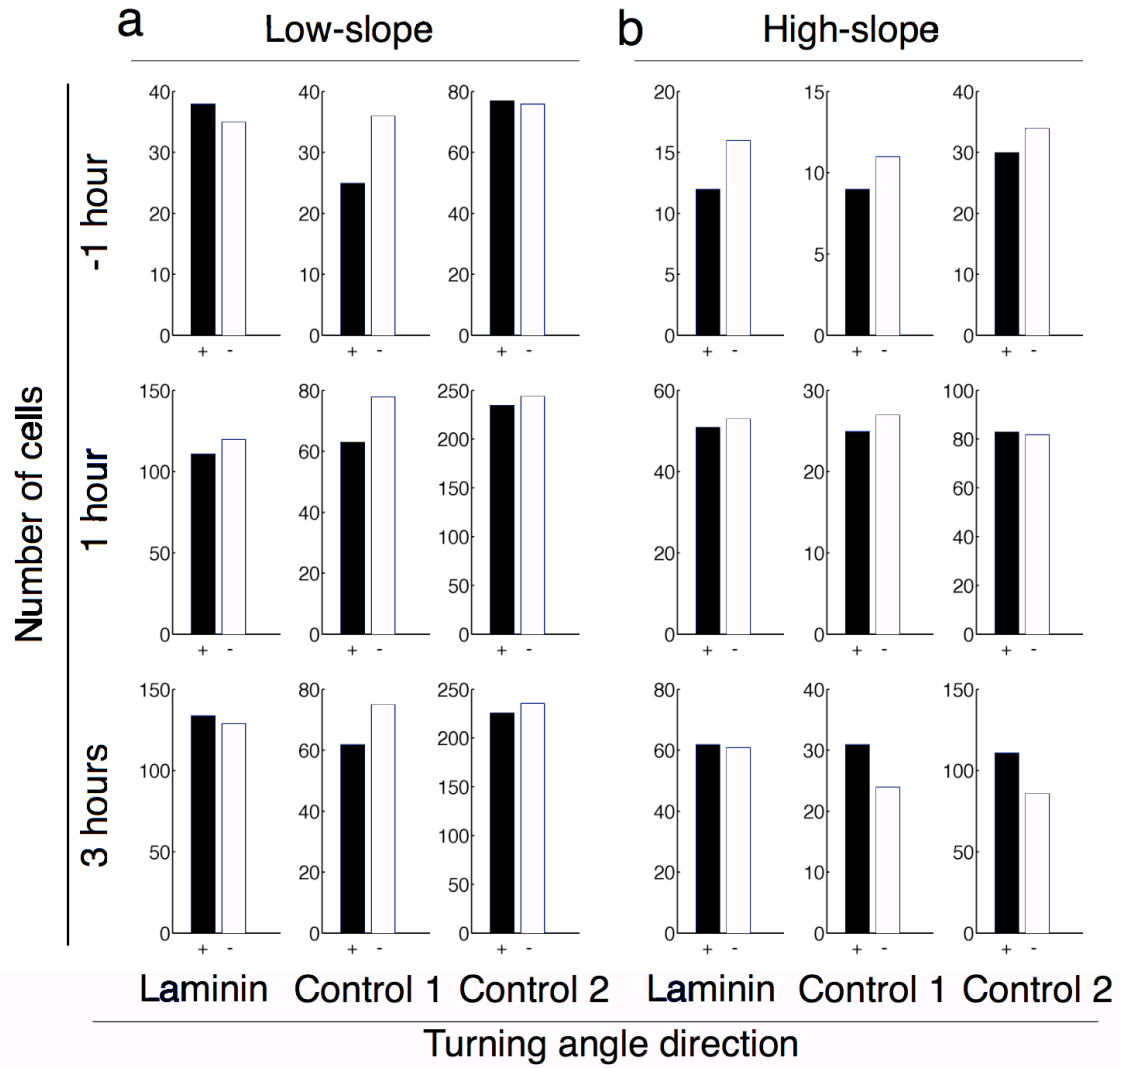 a Low-slope b High-slope
40 40 80 20 15 40
30 30 60 15 10 30
20 20 40 10 5 20
10 10 20 5 10
0 0 0 0 0 0
+ - + - + - + - + - + -
-1 hour
150 80 250 60 30 100
100 60 200 40 20 80
50 40 150 20 10 60
20 100 40
50 20
0 0 0 0 0 0
+ - + - + - + - + - + -
1 hour
Number of cells
150 80 250 80 40 150
100 60 200 60 30 100
50 40 150 40 20 50
20 100 20 10
50
0 0 0 0 0 0
+ - + - + - + - + - + -
3 hours
Laminin Control 1 Control 2 Laminin Control 1 Control 2
Turning angle direction